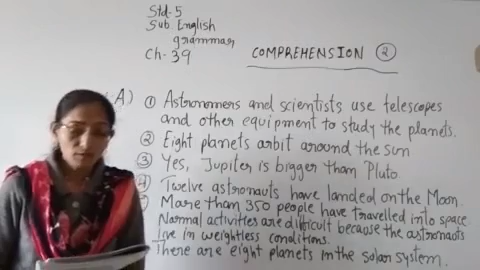 Std-5
Sub. English
grammar
Ch-39
COMPREHENSION ②
A) ① Astronomers and scientists use telescopes
and other equipment to study the planets.
② Eight planets arbit around the sun
③ Yes, Jupiter is bigger than Pluto.
④ Twelve astronauts have landed on the Moon.
More than 350 people have travelled into space
Normal activities are difficult because the astronauts
live in weightless conditions.
There are eight planets in the solar system.